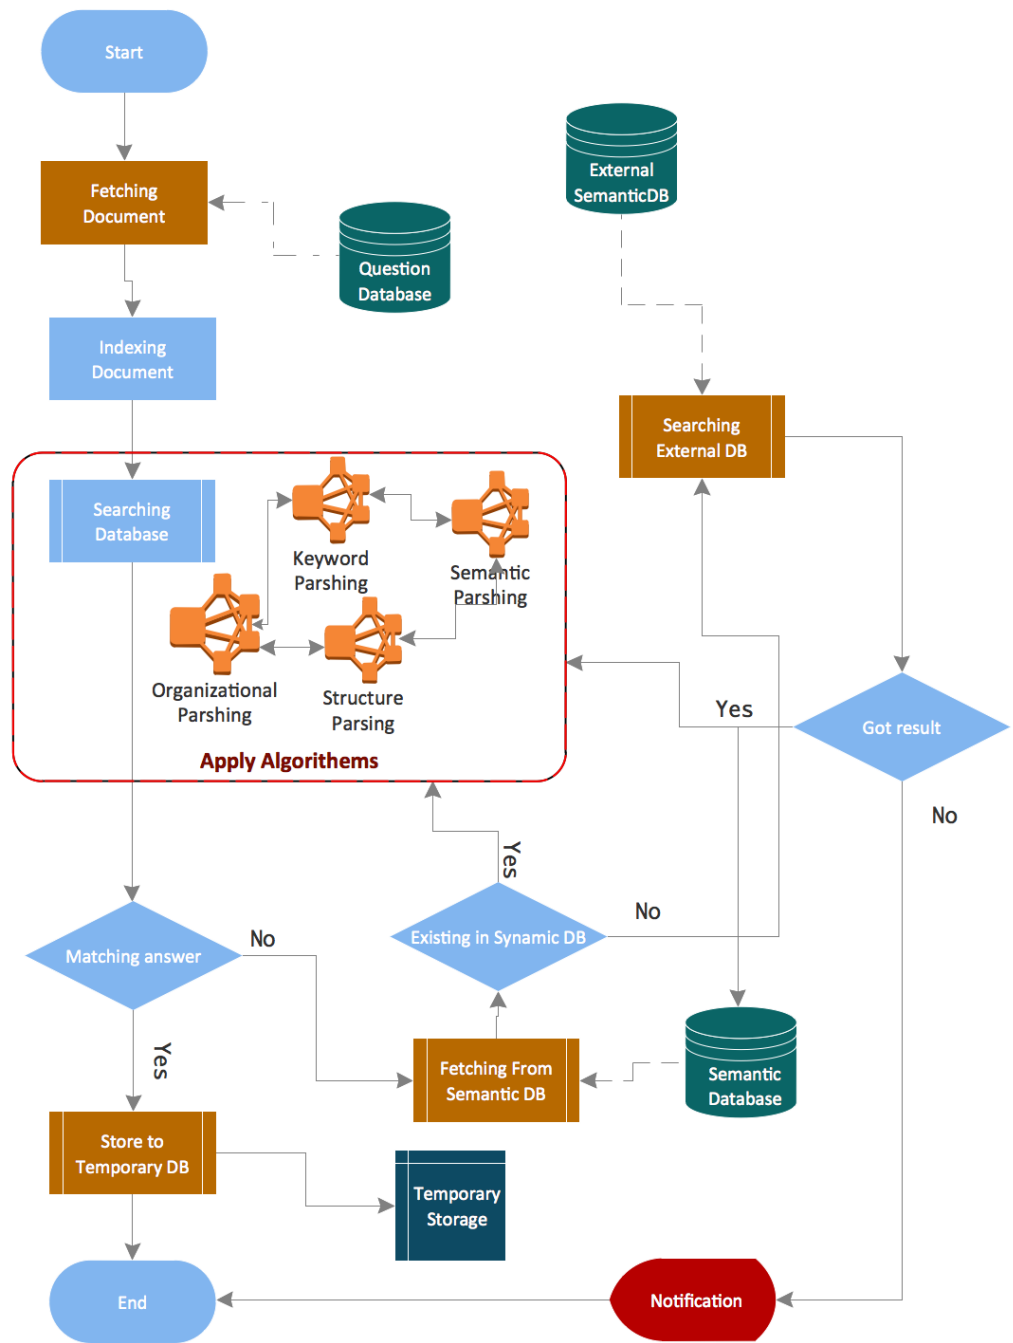 Start
External
SemanticDB
Fetching
Document
Question
Database
Indexing
Document
Searching
External DB
Searching
Database
Keyword
Parshing
Semantic
Parshing
Organizational
Parshing
Structure
Parsing
Apply Algorithems
Yes
Got result
No
Yes
No
Existing in Synamic DB
No
Matching answer
Yes
Fetching From
Semantic DB
Semantic
Database
Store to
Temporary DB
Temporary
Storage
End
Notification